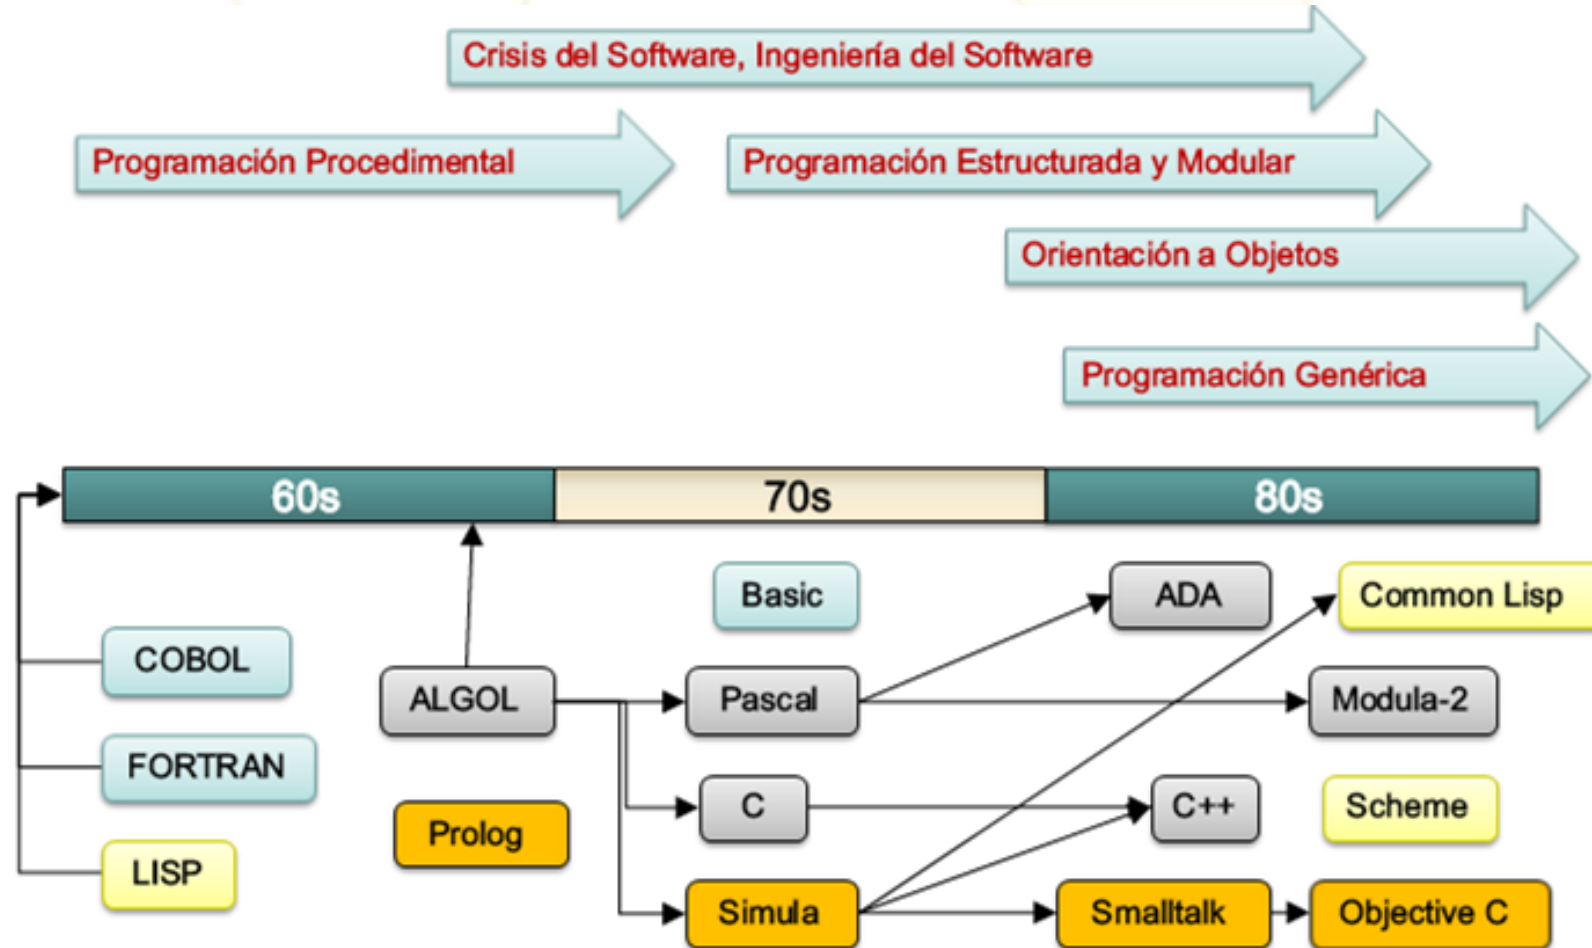 Crisis del Software, Ingeniería del Software
Programación Procedimental
Programación Estructurada y Modular
Orientación a Objetos
Programación Genérica
60s
70s
80s
Basic
ADA
Common Lisp
COBOL
ALGOL
Pascal
Modula-2
FORTRAN
C
C++
Scheme
Prolog
LISP
Simula
Smalltalk
Objective C